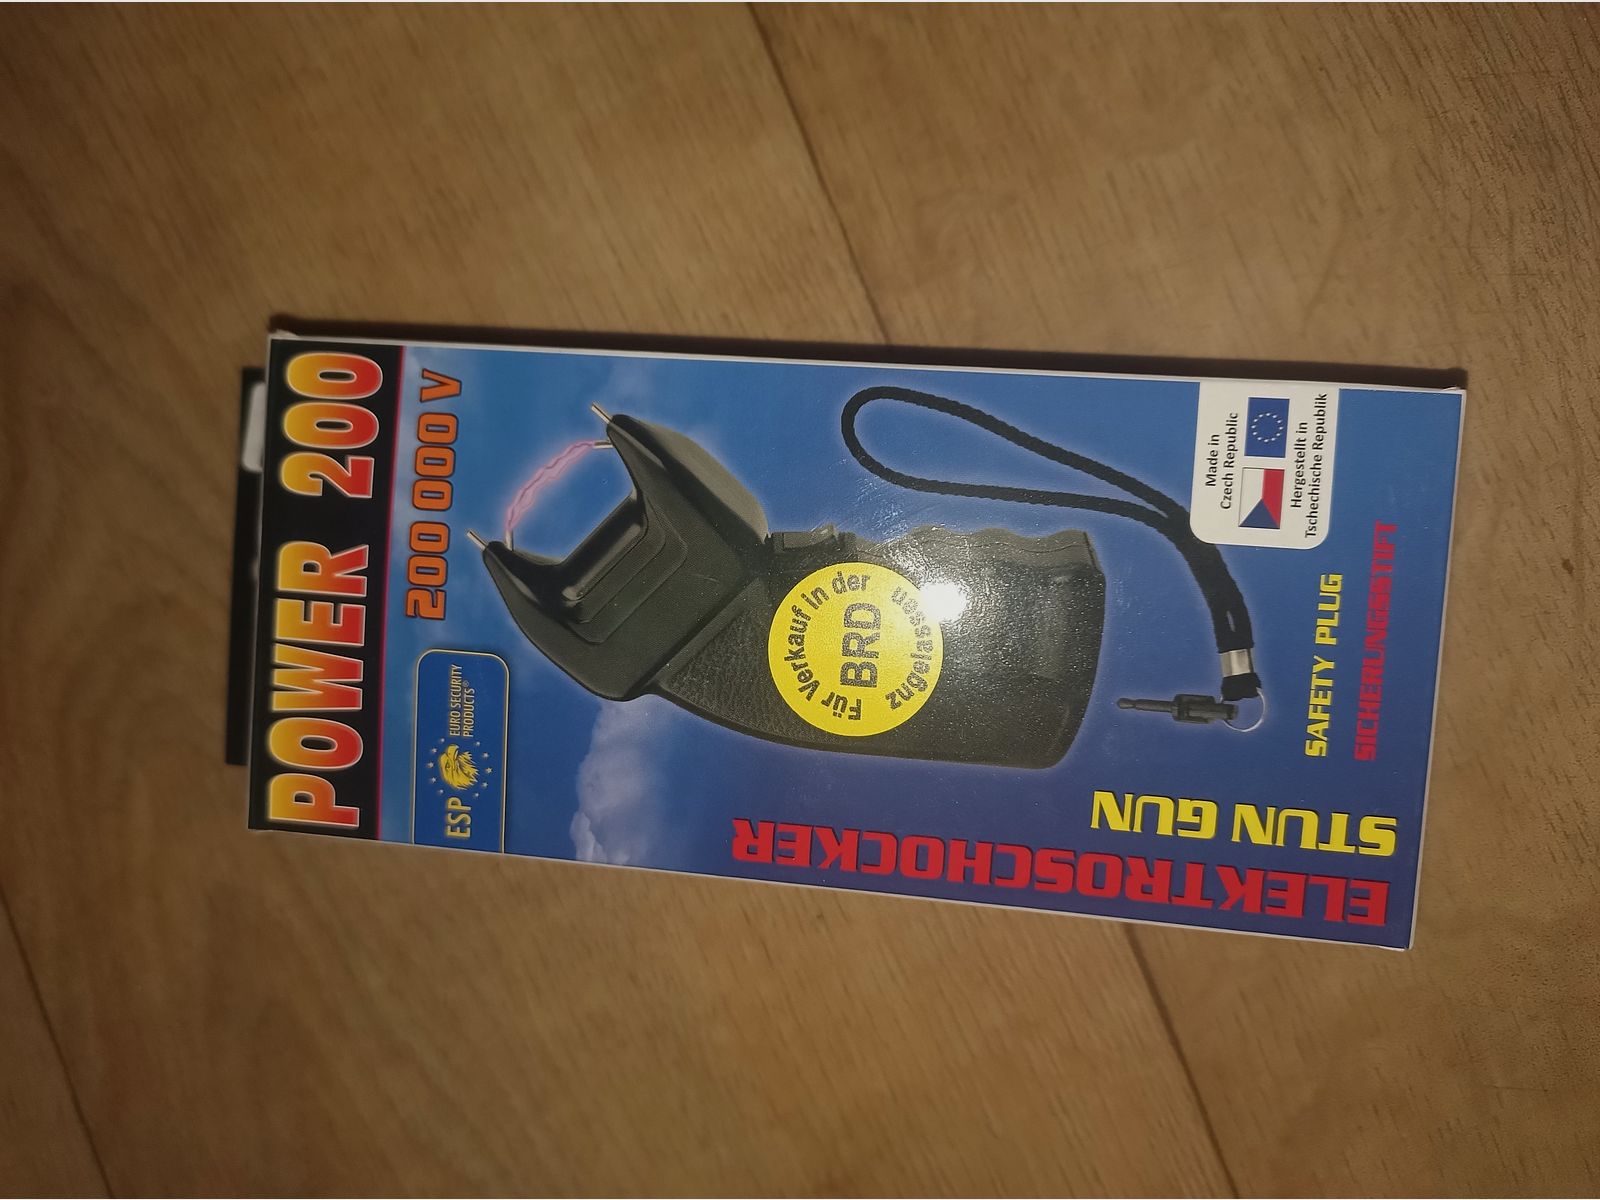 POWER 200
200 000 V
ESP
EURO SECURITY
PRODUCTS®
Für Verkauf in der
BRD
zugelassen
Made in
Czech Republic
Hergestellt in
Tschechische Republik
SAFETY PLUG
SICHERUNGSSTIFT
STUN GUN
ELEKTROSCHOCKER